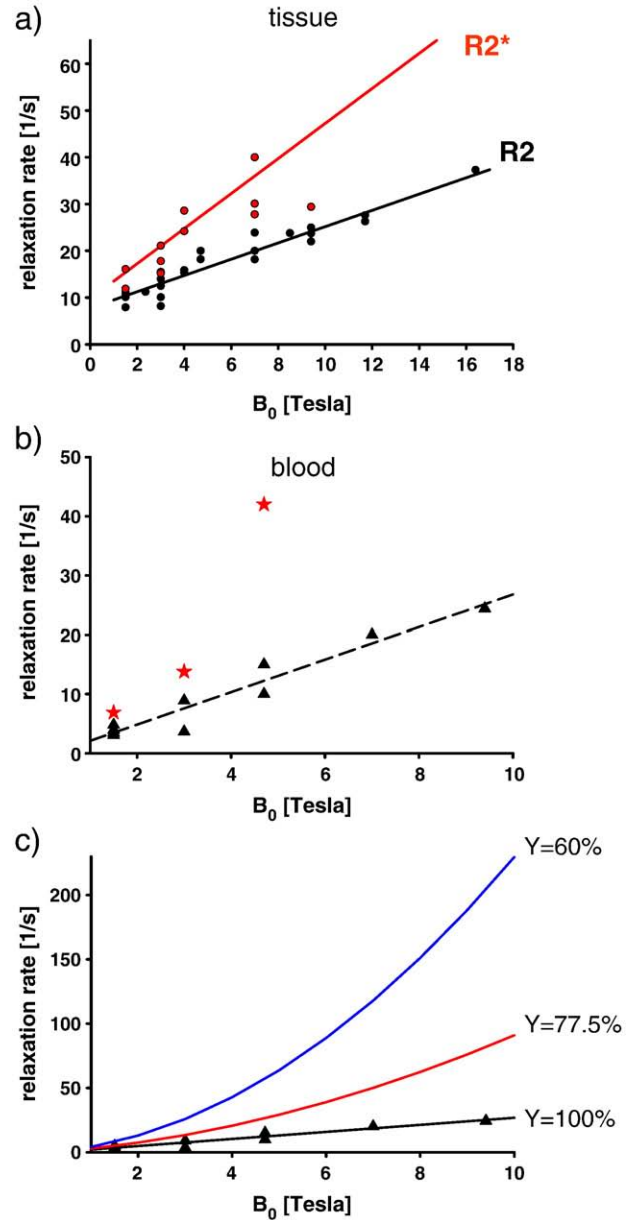 a)
tissue
R2*
R2
relaxation rate [1/s]
60
50
40
30
20
10
0
0 2 4 6 8 10 12 14 16 18
B0 [Tesla]
b)
blood
relaxation rate [1/s]
50
40
30
20
10
0
2 4 6 8 10
B0 [Tesla]
c)
Y=60%
Y=77.5%
Y=100%
relaxation rate [1/s]
200
150
100
50
0
2 4 6 8 10
B0 [Tesla]